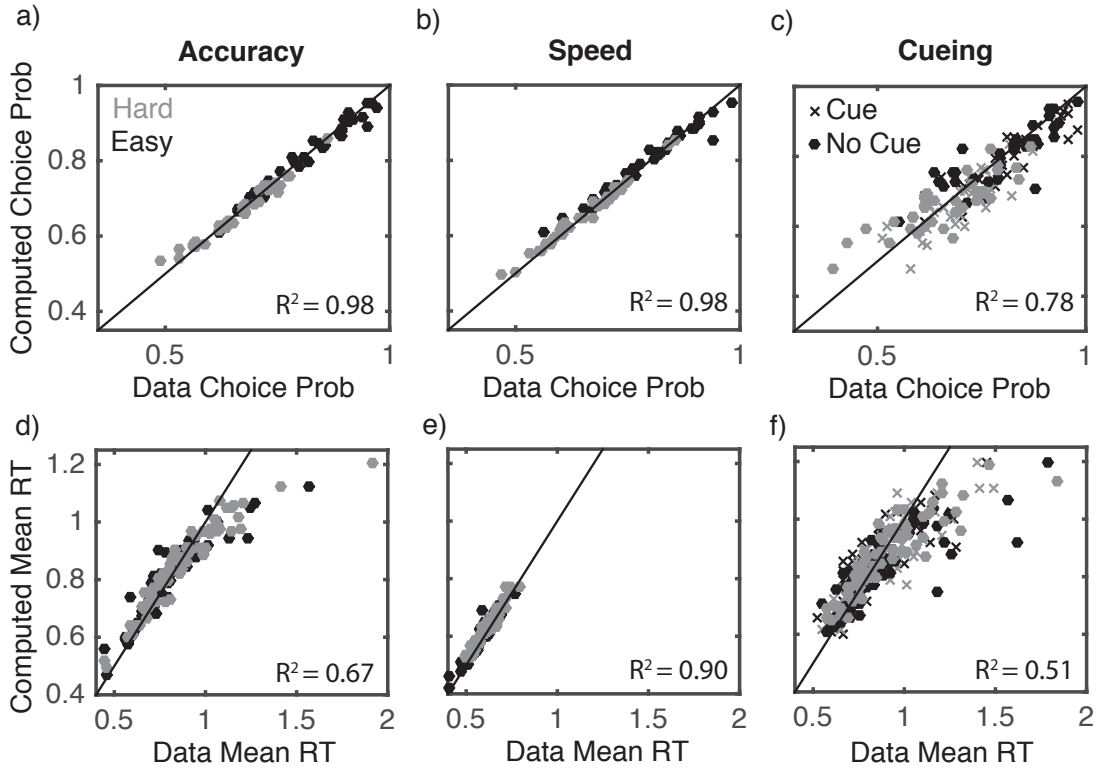 a)
b)
c)
Accuracy
Speed
Cueing
Computed Choice Prob
1
0.8
0.6
0.4
Hard
Easy
× Cue
No Cue
R² = 0.98
R² = 0.98
R² = 0.78
0.5
1
0.5
1
0.5
1
Data Choice Prob
Data Choice Prob
Data Choice Prob
d)
e)
f)
Computed Mean RT
1.2
1
0.8
0.6
0.4
R² = 0.67
R² = 0.90
R² = 0.51
0.5
1
1.5
2
0.5
1
1.5
2
0.5
1
1.5
2
Data Mean RT
Data Mean RT
Data Mean RT